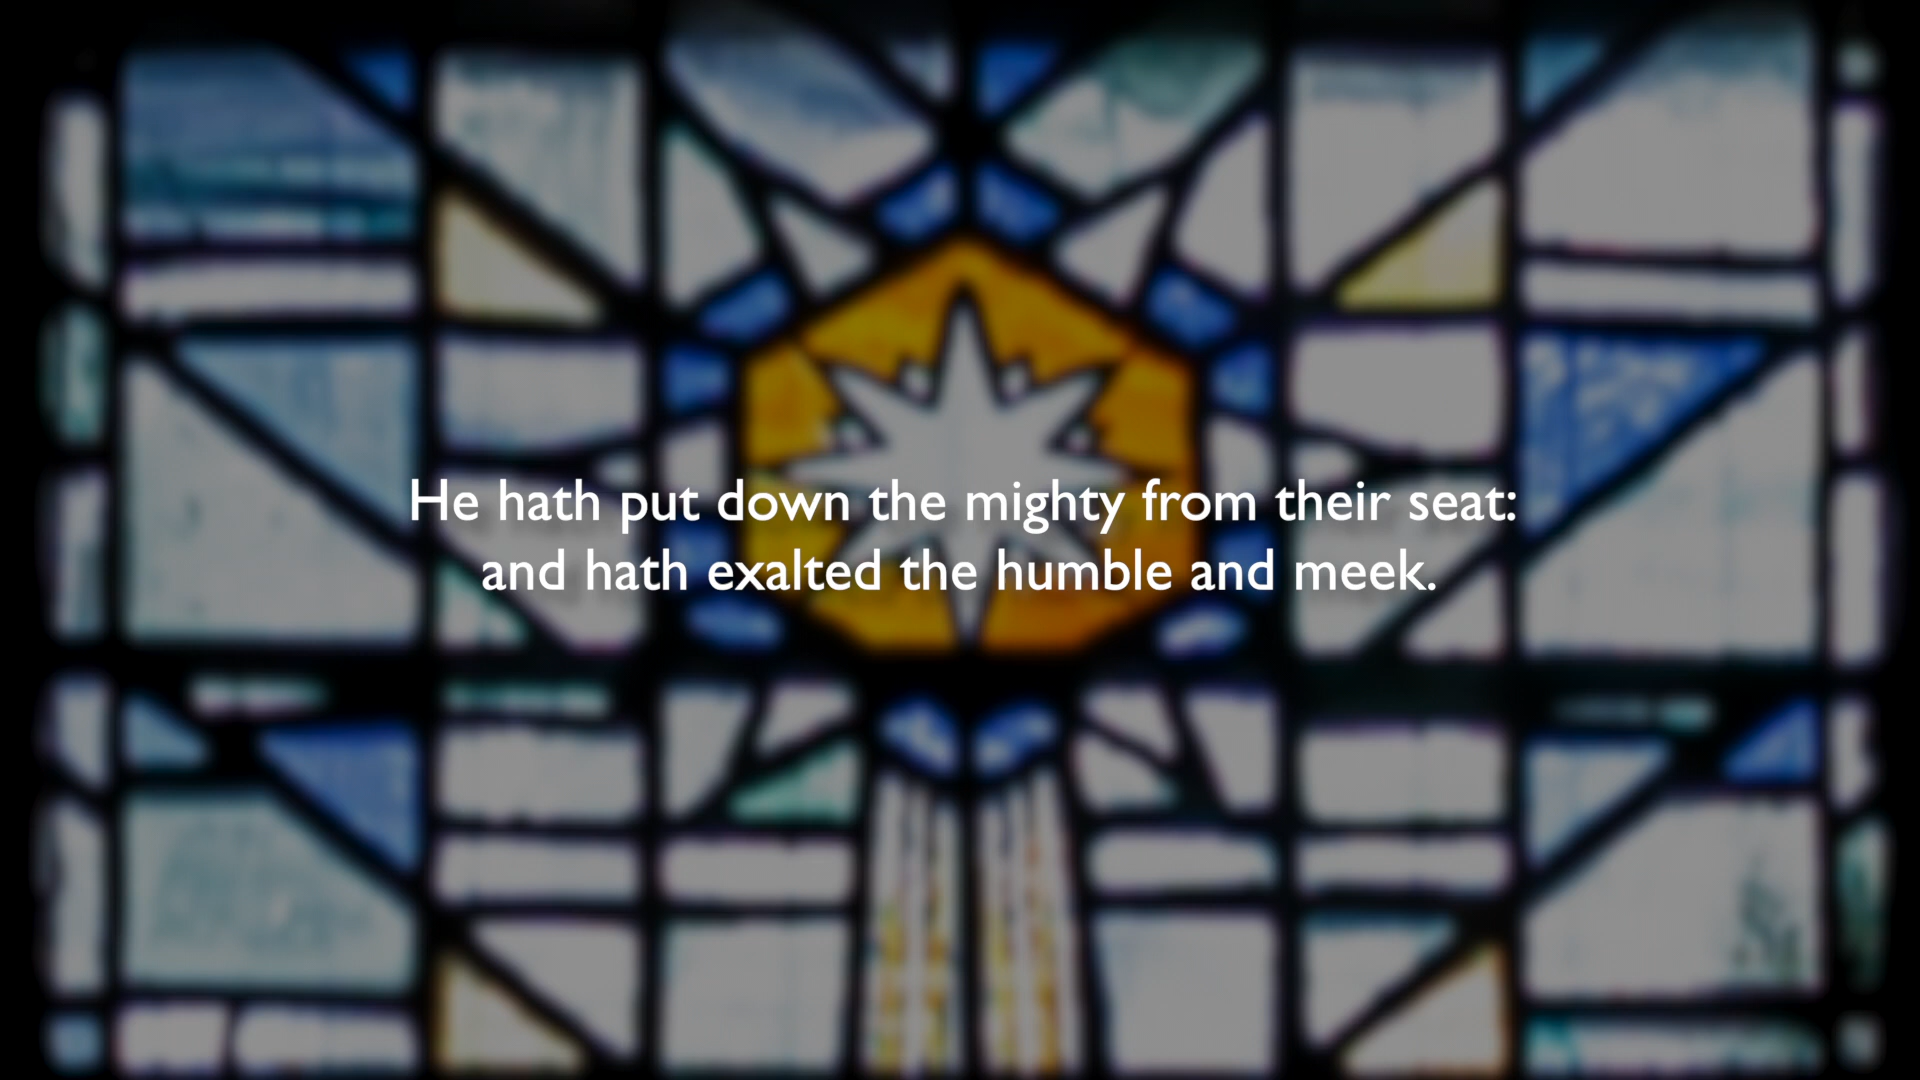 He hath put down the mighty from their seat:
and hath exalted the humble and meek.